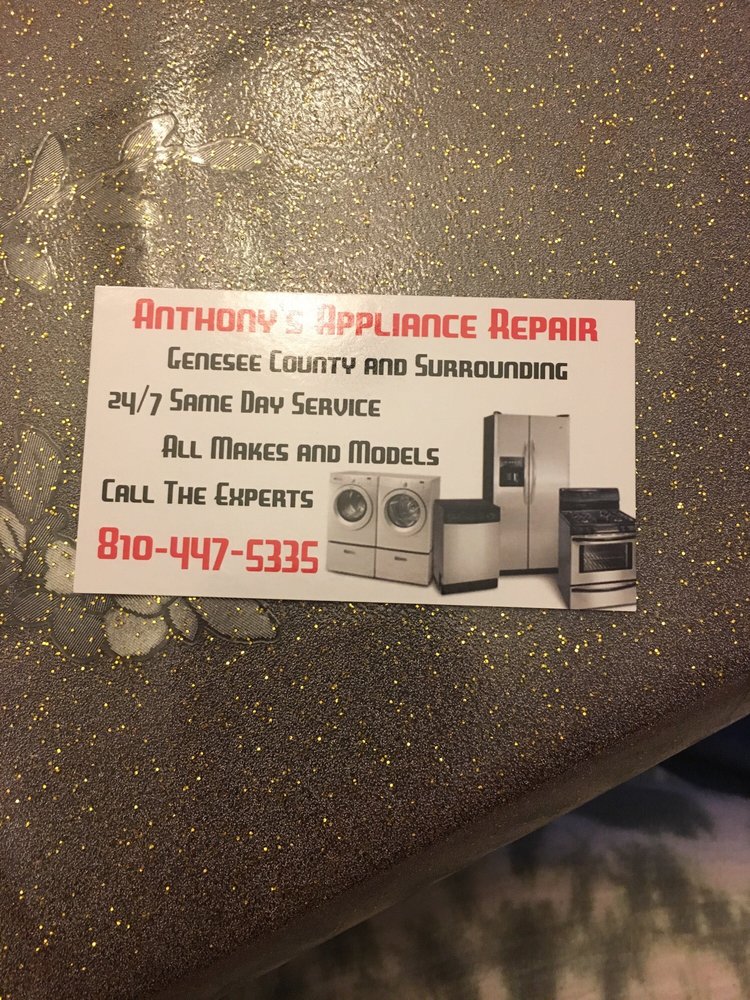 Anthony's Appliance Repair
Genesee County and Surrounding
24/7 Same Day Service
All Makes and Models
Call The Experts
810-447-5335